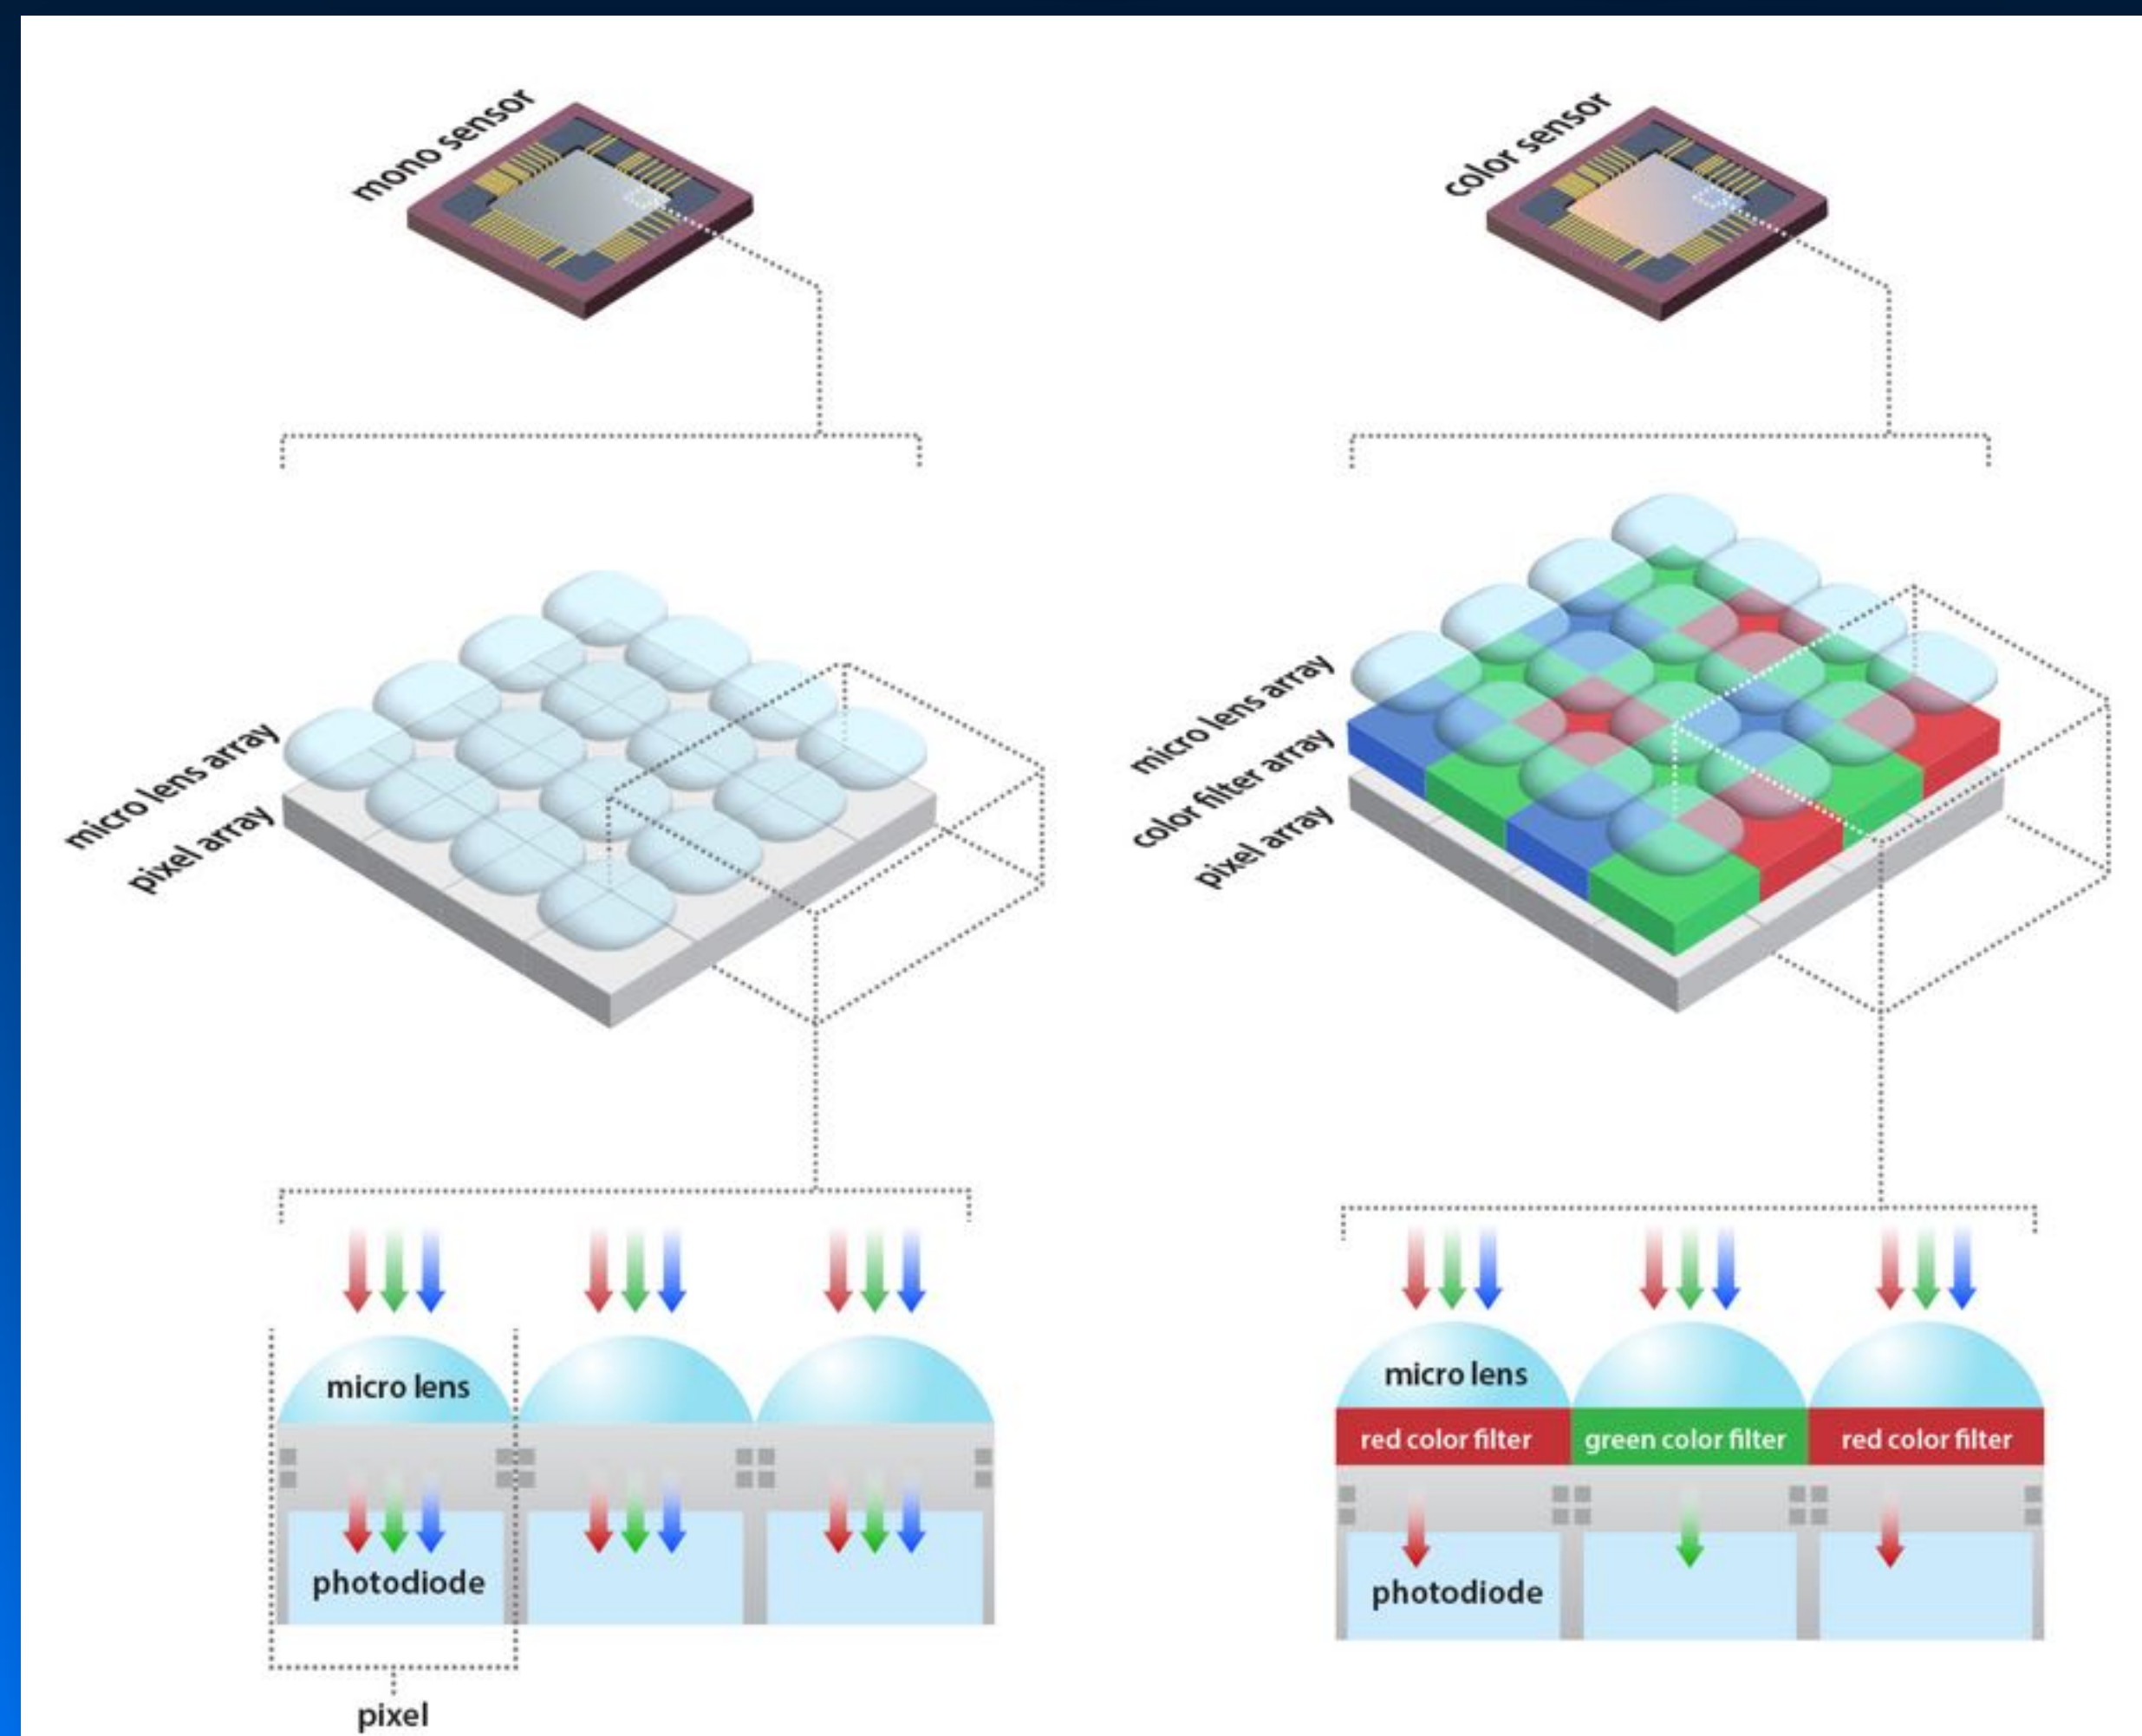 mono sensor
micro lens array
pixel array
micro lens
photodiode
pixel
color sensor
micro lens array
color filter array
pixel array
micro lens
red color filter
green color filter
red color filter
photodiode